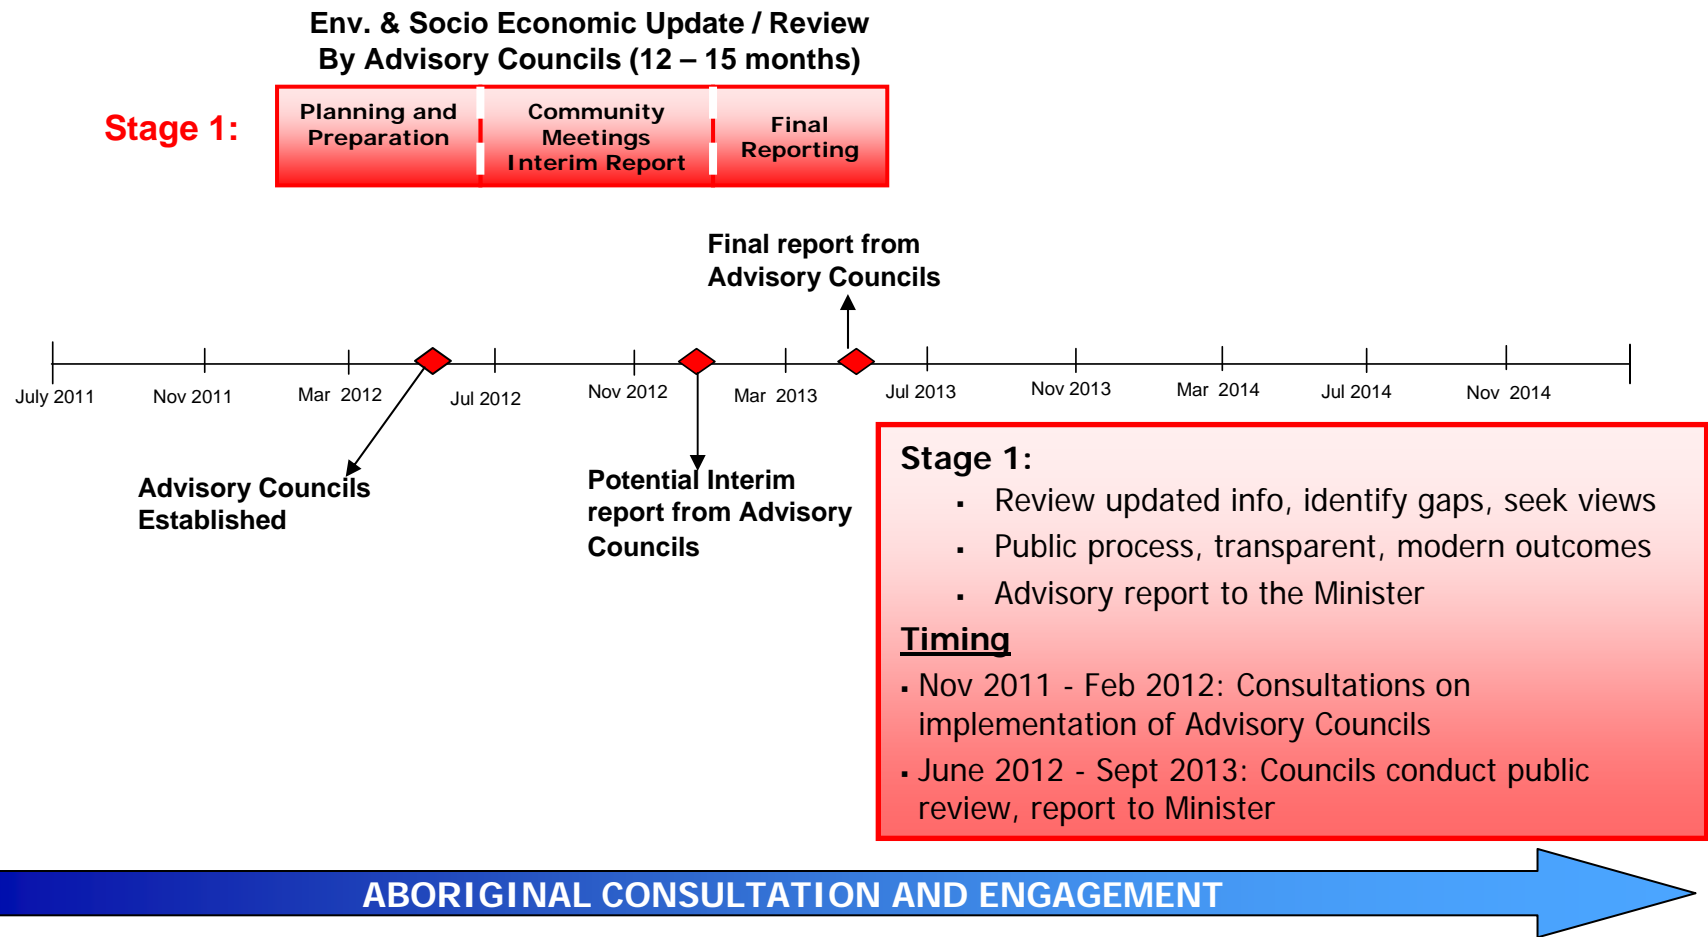 Env. & Socio Economic Update / Review
By Advisory Councils (12 – 15 months)
Stage 1:
Planning and
Preparation
Community
Meetings
Interim Report
Final
Reporting
Final report from
Advisory Councils
July 2011
Nov 2011
Mar 2012
Jul 2012
Nov 2012
Mar 2013
Jul 2013
Nov 2013
Mar 2014
Jul 2014
Nov 2014
Advisory Councils
Established
Potential Interim
report from Advisory
Councils
Stage 1:
▪ Review updated info, identify gaps, seek views
▪ Public process, transparent, modern outcomes
▪ Advisory report to the Minister
Timing
▪ Nov 2011 - Feb 2012: Consultations on
implementation of Advisory Councils
▪ June 2012 - Sept 2013: Councils conduct public
review, report to Minister
ABORIGINAL CONSULTATION AND ENGAGEMENT